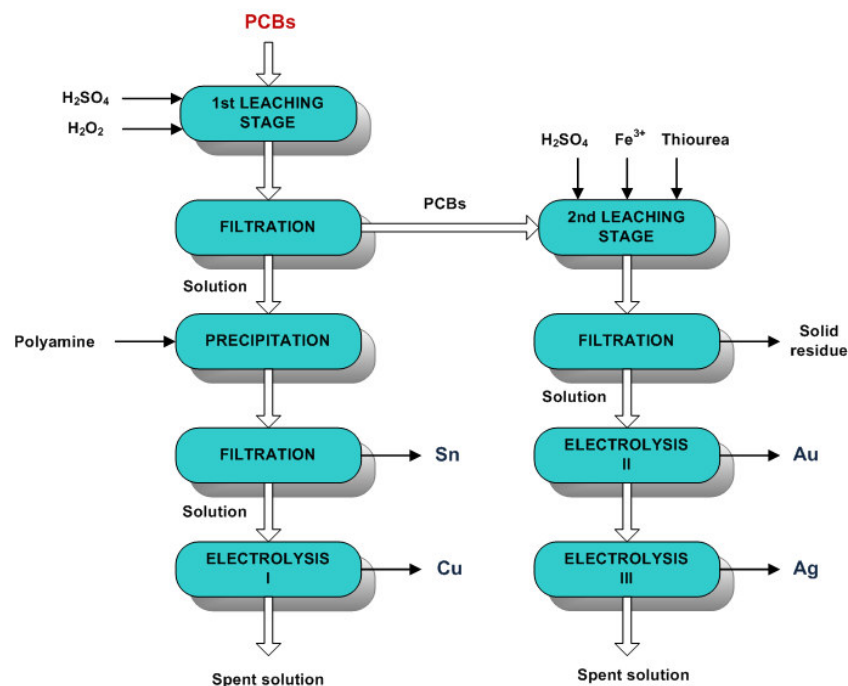 PCBs
H₂SO₄
H₂O₂
1st LEACHING
STAGE
FILTRATION
PCBs
H₂SO₄
Fe³⁺
Thiourea
2nd LEACHING
STAGE
Solution
Polyamine
PRECIPITATION
FILTRATION
Solid
residue
Solution
FILTRATION
Sn
ELECTROLYSIS
II
Au
Solution
ELECTROLYSIS
I
Cu
ELECTROLYSIS
III
Ag
Spent solution
Spent solution